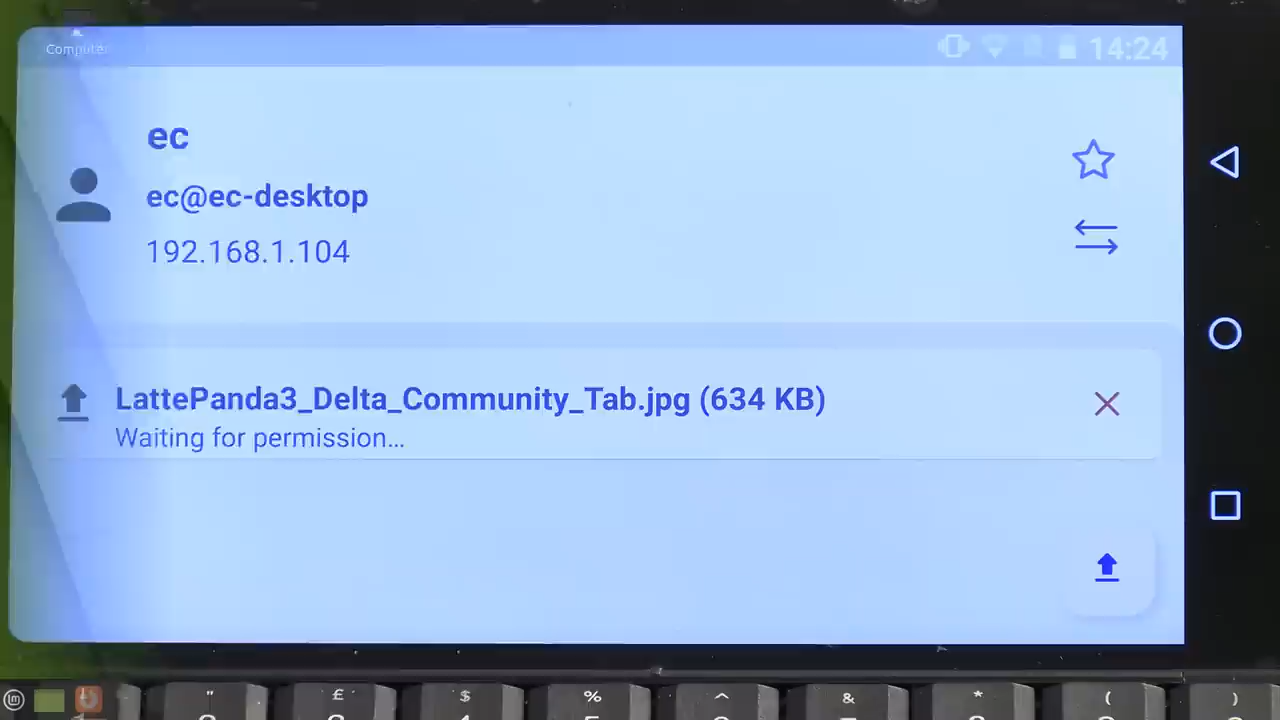 Computer
14:24
ec
ec@ec-desktop
192.168.1.104
LattePanda3_Delta_Community_Tab.jpg (634 KB)
Waiting for permission...
" £ $ % ^ & * ( )